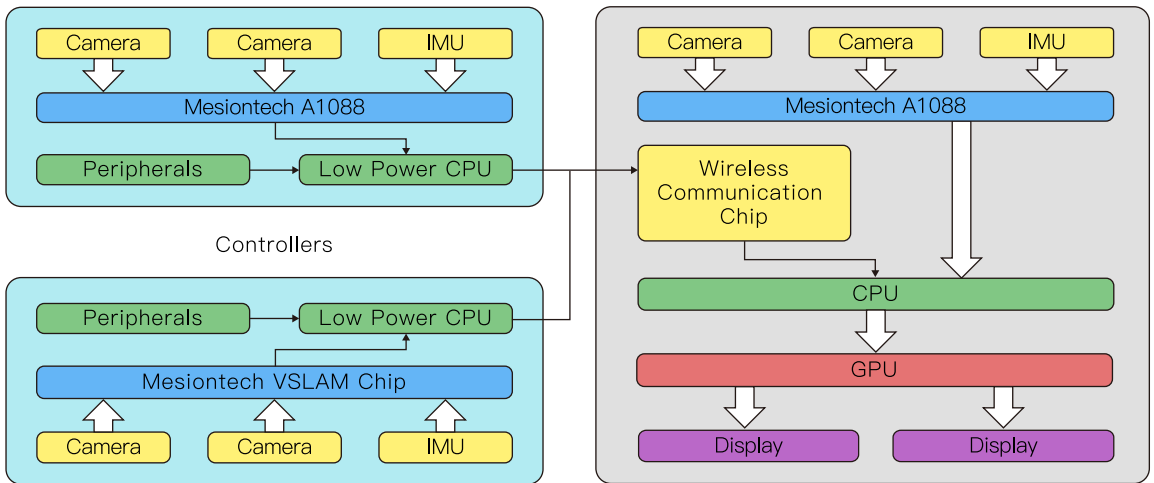 Camera
Camera
IMU
Mesiontech A1088
Peripherals
Low Power CPU
Controllers
Peripherals
Low Power CPU
Mesiontech VSLAM Chip
Camera
Camera
IMU
Camera
Camera
IMU
Mesiontech A1088
Wireless
Communication
Chip
CPU
GPU
Display
Display